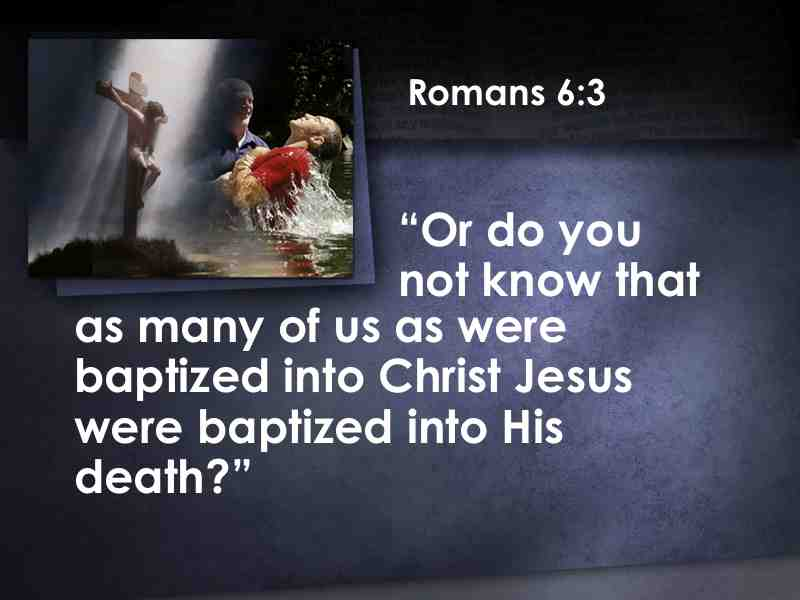 Romans 6:3
“Or do you
not know that
as many of us as were
baptized into Christ Jesus
were baptized into His
death?”